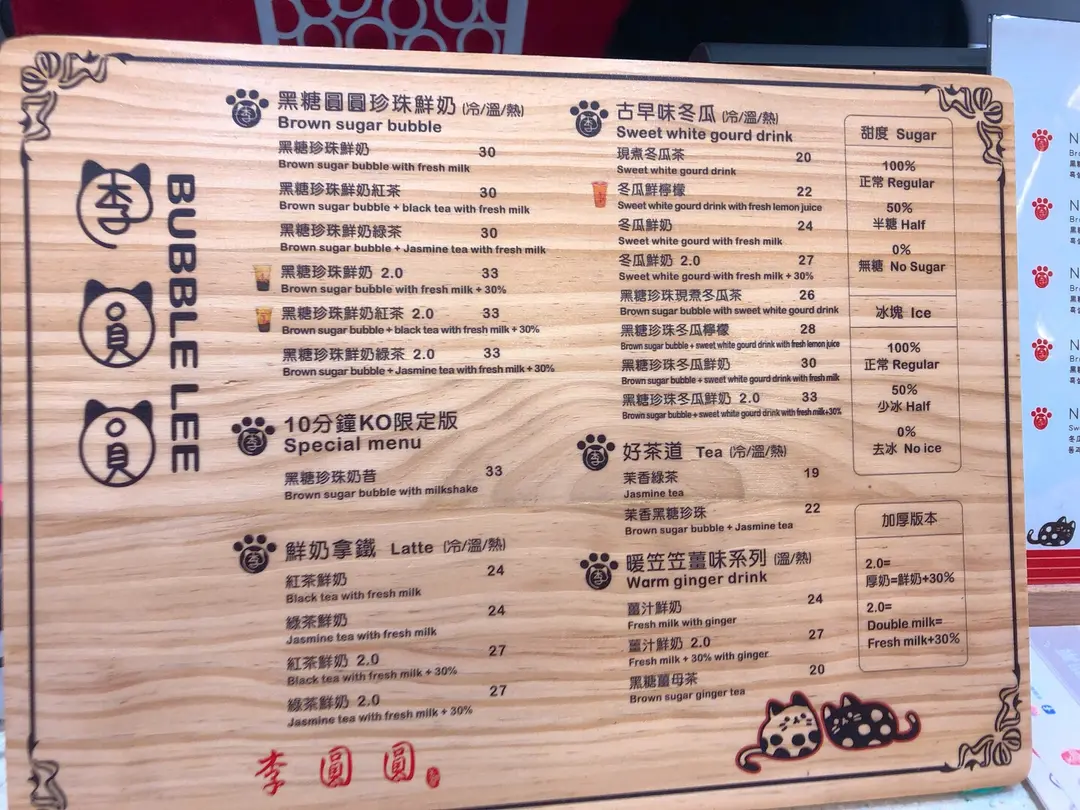 李
圓
圓
BUBBLE LEE
黑糖圓圓珍珠鮮奶 (冷/溫/熱)
Brown sugar bubble
黑糖珍珠鮮奶 30
Brown sugar bubble with fresh milk
黑糖珍珠鮮奶紅茶 30
Brown sugar bubble + black tea with fresh milk
黑糖珍珠鮮奶綠茶 30
Brown sugar bubble + Jasmine tea with fresh milk
黑糖珍珠鮮奶 2.0 33
Brown sugar bubble with fresh milk + 30%
黑糖珍珠鮮奶紅茶 2.0 33
Brown sugar bubble + black tea with fresh milk + 30%
黑糖珍珠鮮奶綠茶 2.0 33
Brown sugar bubble + Jasmine tea with fresh milk + 30%
10分鐘KO限定版
Special menu
黑糖珍珠奶昔 33
Brown sugar bubble with milkshake
鮮奶拿鐵 Latte (冷/溫/熱)
紅茶鮮奶 24
Black tea with fresh milk
綠茶鮮奶 24
Jasmine tea with fresh milk
紅茶鮮奶 2.0 27
Black tea with fresh milk + 30%
綠茶鮮奶 2.0 27
Jasmine tea with fresh milk + 30%
李 圓 圓
古早味冬瓜 (冷/溫/熱)
Sweet white gourd drink
現煮冬瓜茶 20
Sweet white gourd drink
冬瓜鮮檸檬 22
Sweet white gourd drink with fresh lemon juice
冬瓜鮮奶 24
Sweet white gourd with fresh milk
冬瓜鮮奶 2.0 27
Sweet white gourd with fresh milk + 30%
黑糖珍珠現煮冬瓜茶 26
Brown sugar bubble with sweet white gourd drink
黑糖珍珠冬瓜檸檬 28
Brown sugar bubble + sweet white gourd drink with fresh lemon juice
黑糖珍珠冬瓜鮮奶 30
Brown sugar bubble + sweet white gourd drink with fresh milk
黑糖珍珠冬瓜鮮奶 2.0 33
Brown sugar bubble + sweet white gourd drink with fresh milk+30%
好茶道 Tea (冷/溫/熱)
茉香綠茶 19
Jasmine tea
茉香黑糖珍珠 22
Brown sugar bubble + Jasmine tea
暖笠笠薑味系列 (溫/熱)
Warm ginger drink
薑汁鮮奶 24
Fresh milk with ginger
薑汁鮮奶 2.0 27
Fresh milk + 30% with ginger
黑糖薑母茶 20
Brown sugar ginger tea
甜度 Sugar
100%
正常 Regular
50%
半糖 Half
0%
無糖 No Sugar
冰塊 Ice
100%
正常 Regular
50%
少冰 Half
0%
去冰 No ice
加厚版本
2.0=
厚奶=鮮奶+30%
2.0=
Double milk=
Fresh milk+30%